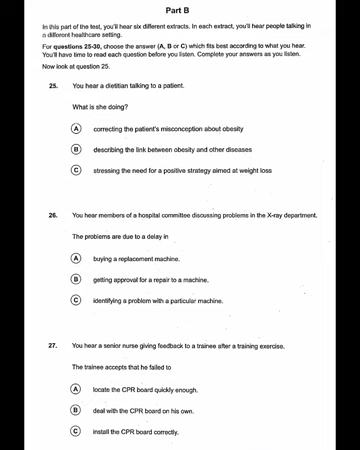 Part B
In this part of the test, you'll hear six different extracts. In each extract, you'll hear people talking in
a different healthcare setting.
For questions 25-30, choose the answer (A, B or C) which fits best according to what you hear.
You'll have time to read each question before you listen. Complete your answers as you listen.
Now look at question 25.
25. You hear a dietitian talking to a patient.
What is she doing?
A correcting the patient's misconception about obesity
B describing the link between obesity and other diseases
C stressing the need for a positive strategy aimed at weight loss
26. You hear members of a hospital committee discussing problems in the X-ray department.
The problems are due to a delay in
A buying a replacement machine.
B getting approval for a repair to a machine.
C identifying a problem with a particular machine.
27. You hear a senior nurse giving feedback to a trainee after a training exercise.
The trainee accepts that he failed to
A locate the CPR board quickly enough.
B deal with the CPR board on his own.
C install the CPR board correctly.